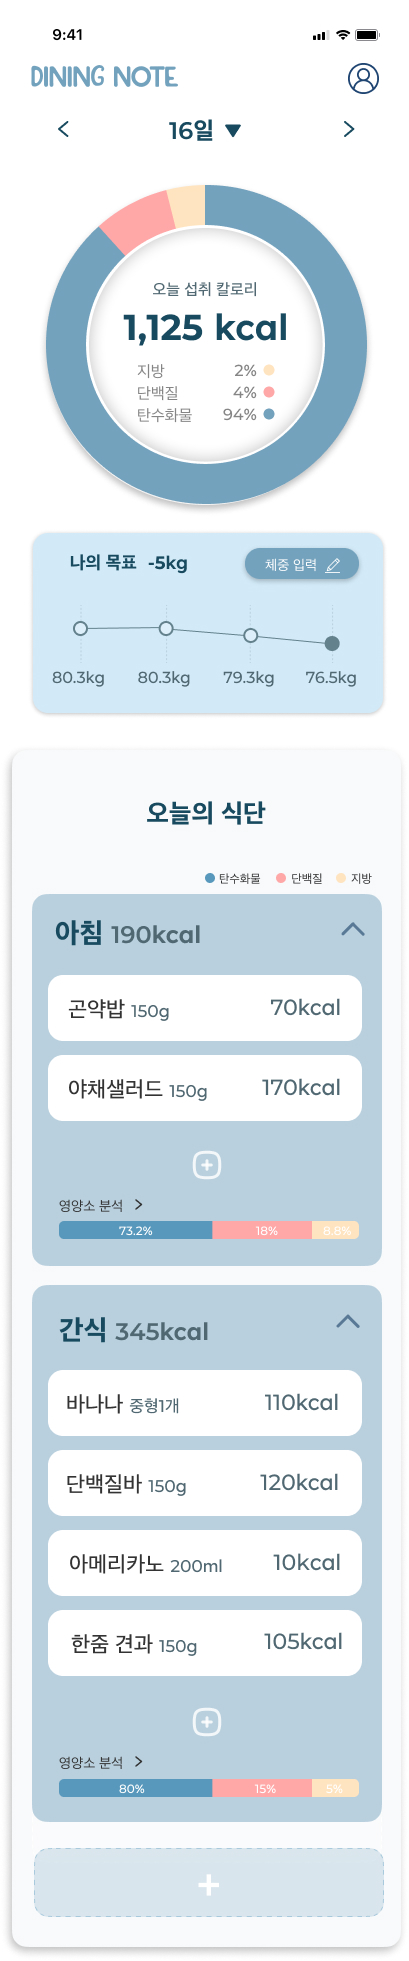 9:41
DINING NOTE
16일
오늘 섭취 칼로리
1,125 kcal
지방 2%
단백질 4%
탄수화물 94%
나의 목표 -5kg
체중 입력
80.3kg 80.3kg 79.3kg 76.5kg
오늘의 식단
탄수화물 단백질 지방
아침 190kcal
곤약밥 150g 70kcal
야채샐러드 150g 170kcal
영양소 분석
73.2% 18% 8.8%
간식 345kcal
바나나 중형1개 110kcal
단백질바 150g 120kcal
아메리카노 200ml 10kcal
한줌 견과 150g 105kcal
영양소 분석
80% 15% 5%